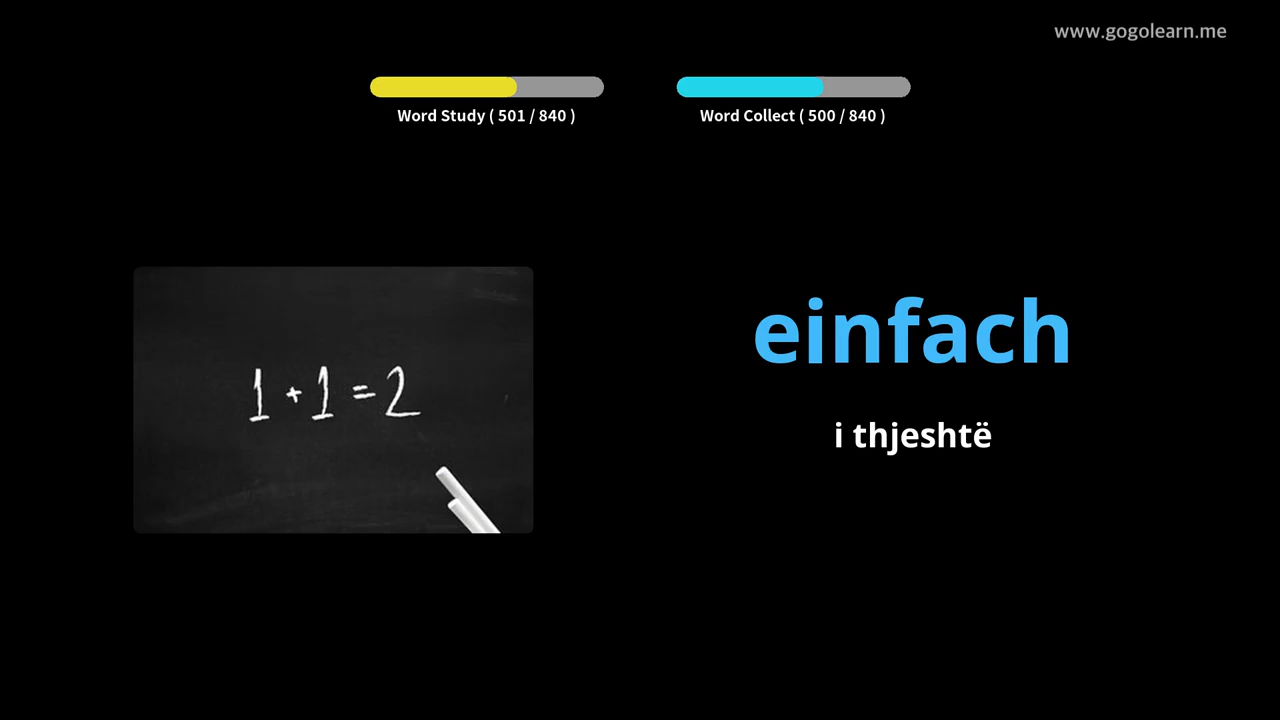 www.gogolearn.me
Word Study ( 501 / 840 )
Word Collect ( 500 / 840 )
1 + 1 = 2
einfach
i thjeshtë